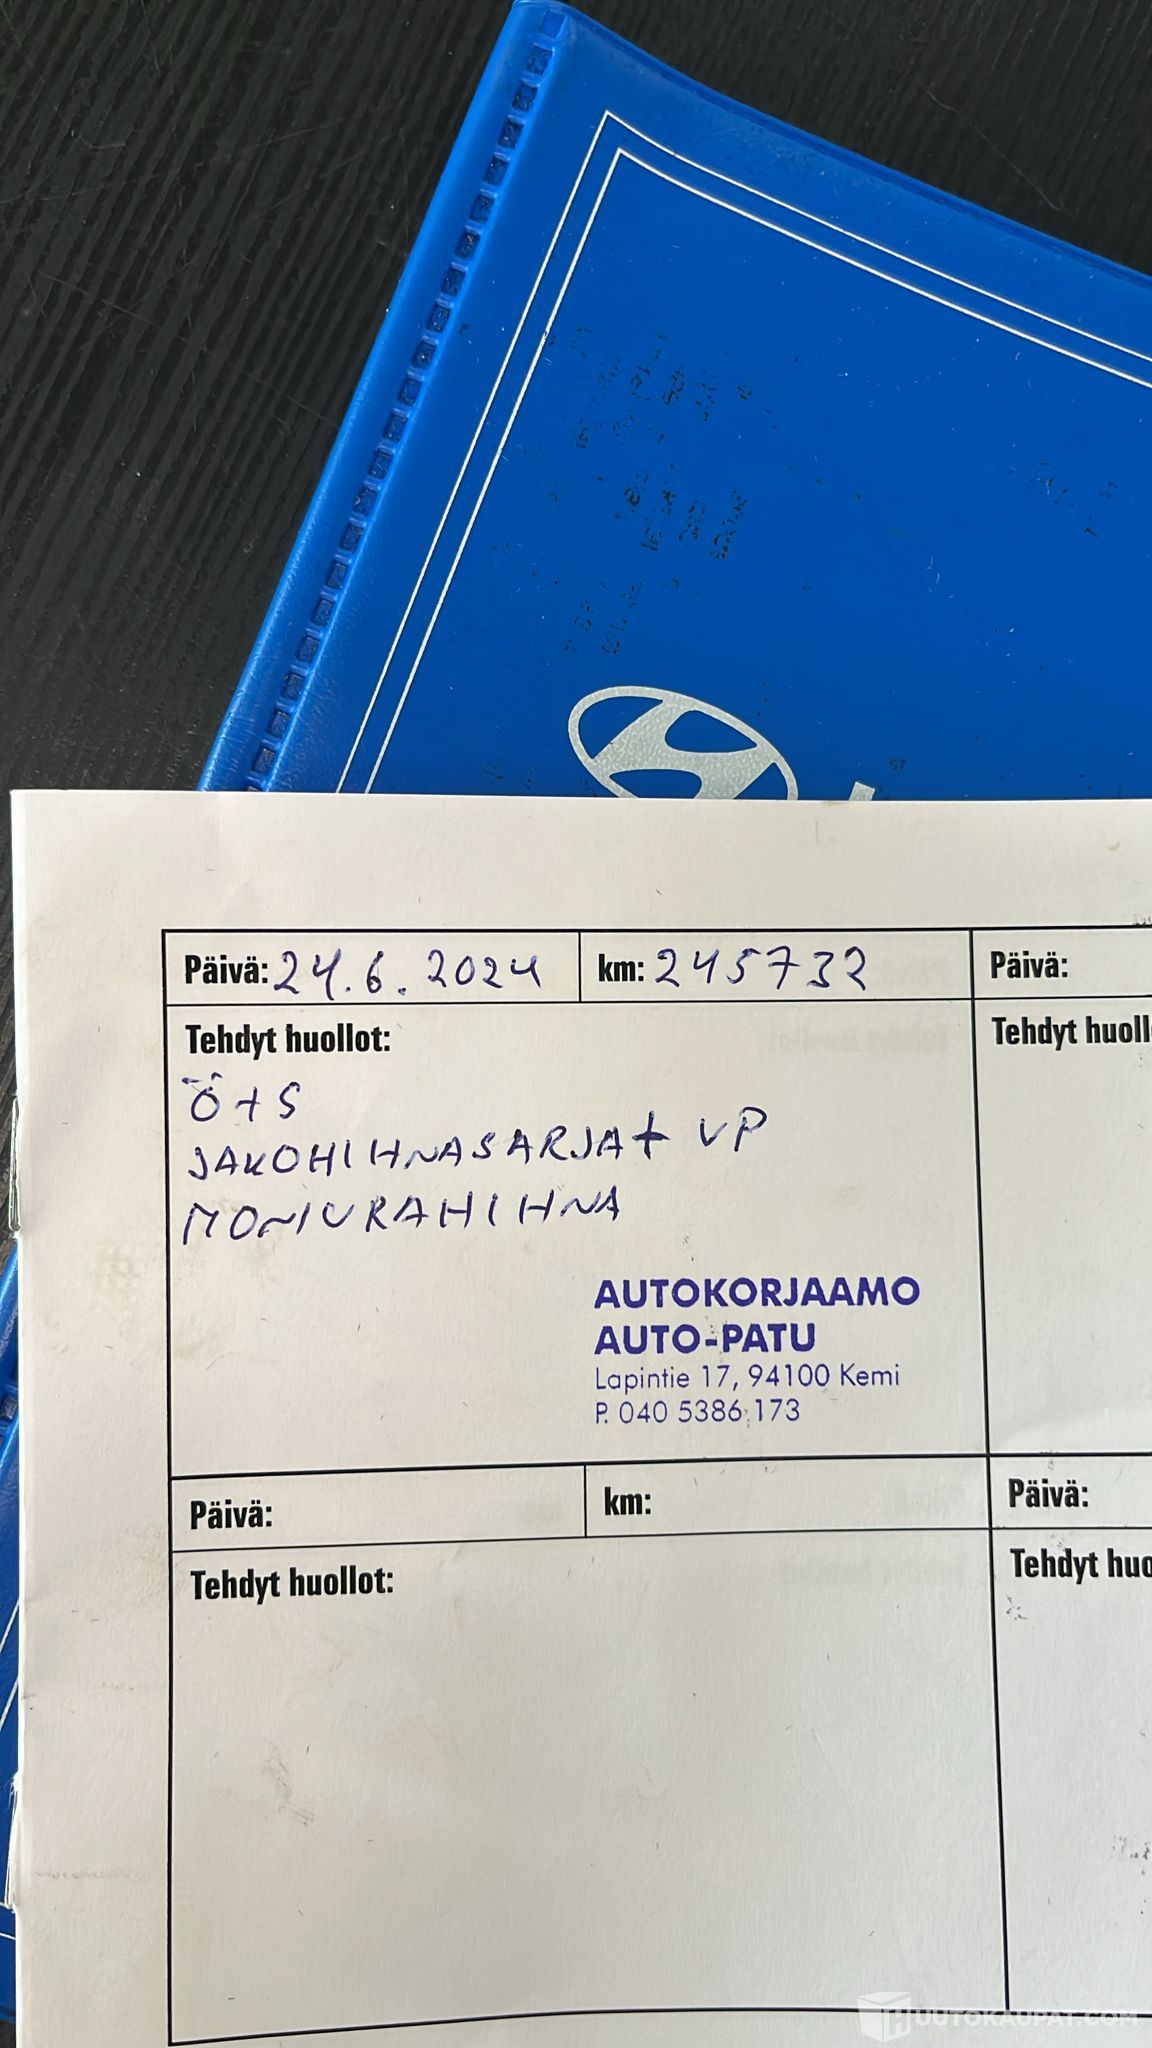 Päivä: 24.6.2024 km: 245732 Päivä:
Tehdyt huollot: Tehdyt huoll
Ö+S
JAKOHIHNASARJA+ VP
MONIURAHIHNA
AUTOKORJAAMO
AUTO-PATU
Lapintie 17, 94100 Kemi
P. 040 5386 173
Päivä: km: Päivä:
Tehdyt huollot: Tehdyt huo
HUUTOKAUPAT.COM